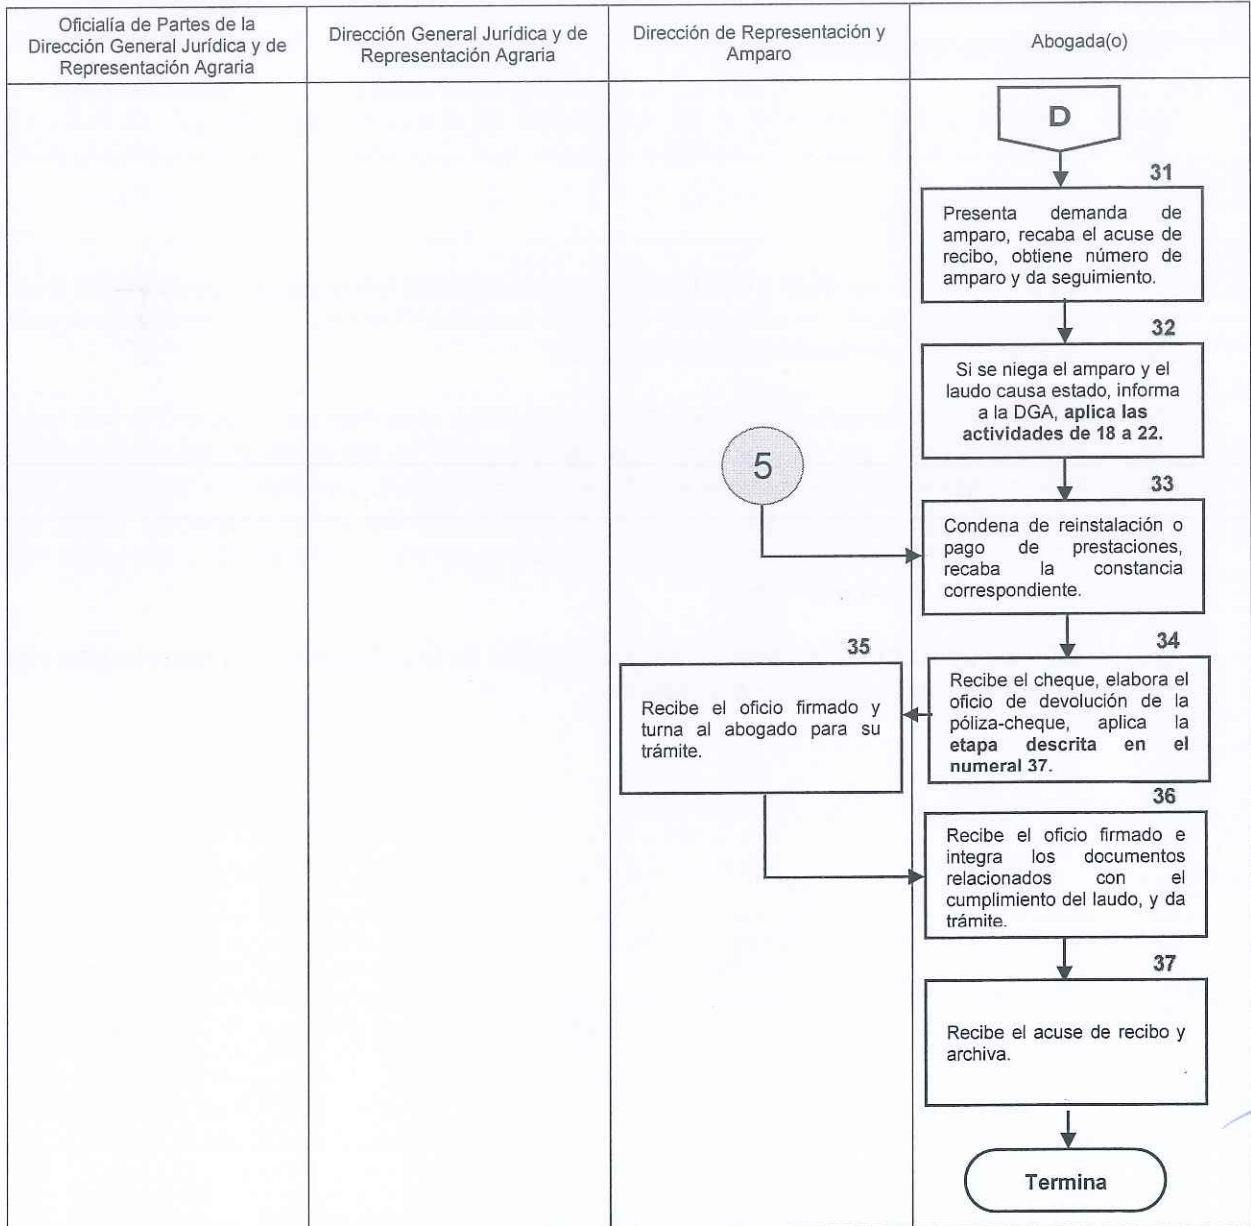 Oficialía de Partes de la
Dirección General Jurídica y de
Representación Agraria
Dirección General Jurídica y de
Representación Agraria
Dirección de Representación y
Amparo
Abogada(o)
D
31
Presenta demanda de
amparo, recaba el acuse de
recibo, obtiene número de
amparo y da seguimiento.
32
Si se niega el amparo y el
laudo causa estado, informa
a la DGA, aplica las
actividades de 18 a 22.
5
33
Condena de reinstalación o
pago de prestaciones,
recaba la constancia
correspondiente.
34
Recibe el cheque, elabora el
oficio de devolución de la
póliza-cheque, aplica la
etapa descrita en el
numeral 37.
35
Recibe el oficio firmado y
turna al abogado para su
trámite.
36
Recibe el oficio firmado e
integra los documentos
relacionados con el
cumplimiento del laudo, y da
trámite.
37
Recibe el acuse de recibo y
archiva.
Termina